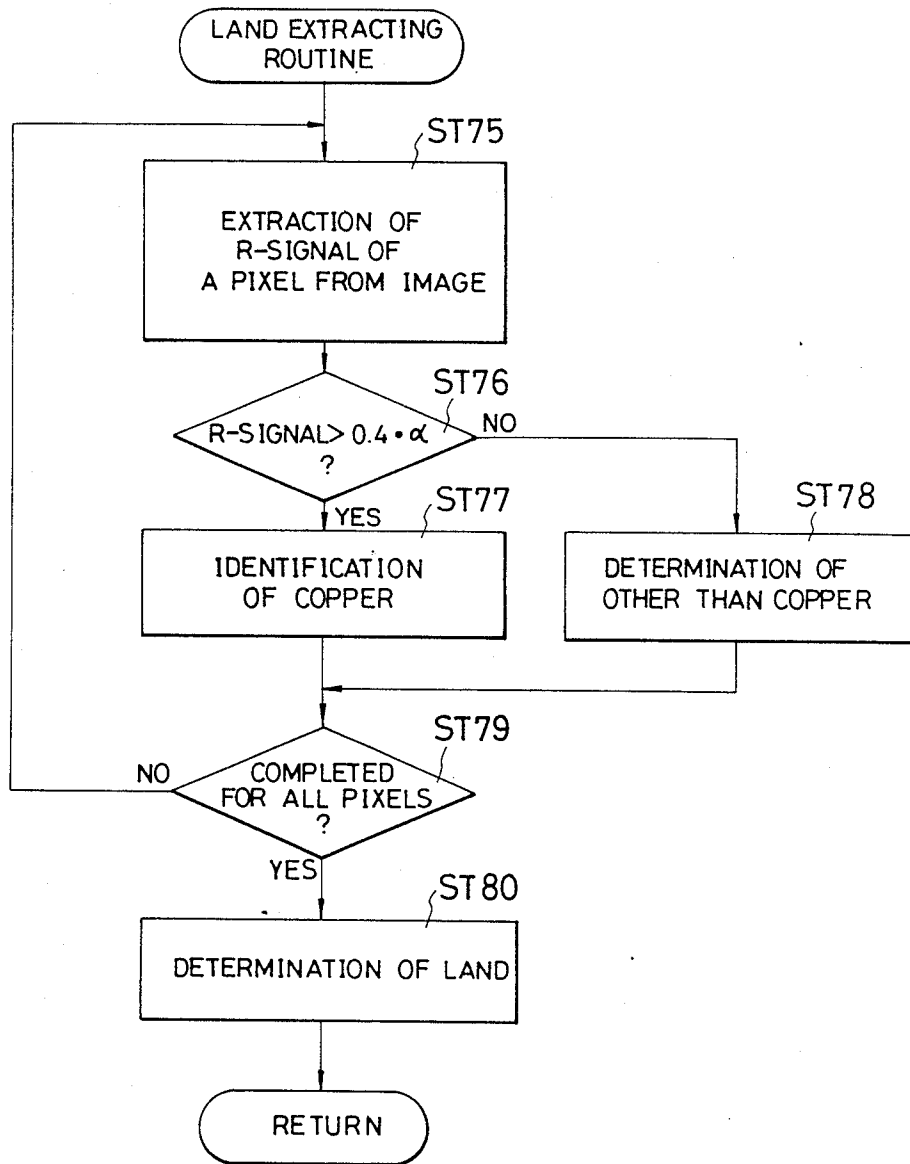 LAND EXTRACTING
ROUTINE
ST75
EXTRACTION OF
R-SIGNAL OF
A PIXEL FROM IMAGE
ST76
R-SIGNAL > 0.4 • α
?
NO
YES
ST77
IDENTIFICATION
OF COPPER
ST78
DETERMINATION OF
OTHER THAN COPPER
ST79
COMPLETED
FOR ALL PIXELS
?
NO
YES
ST80
DETERMINATION OF LAND
RETURN